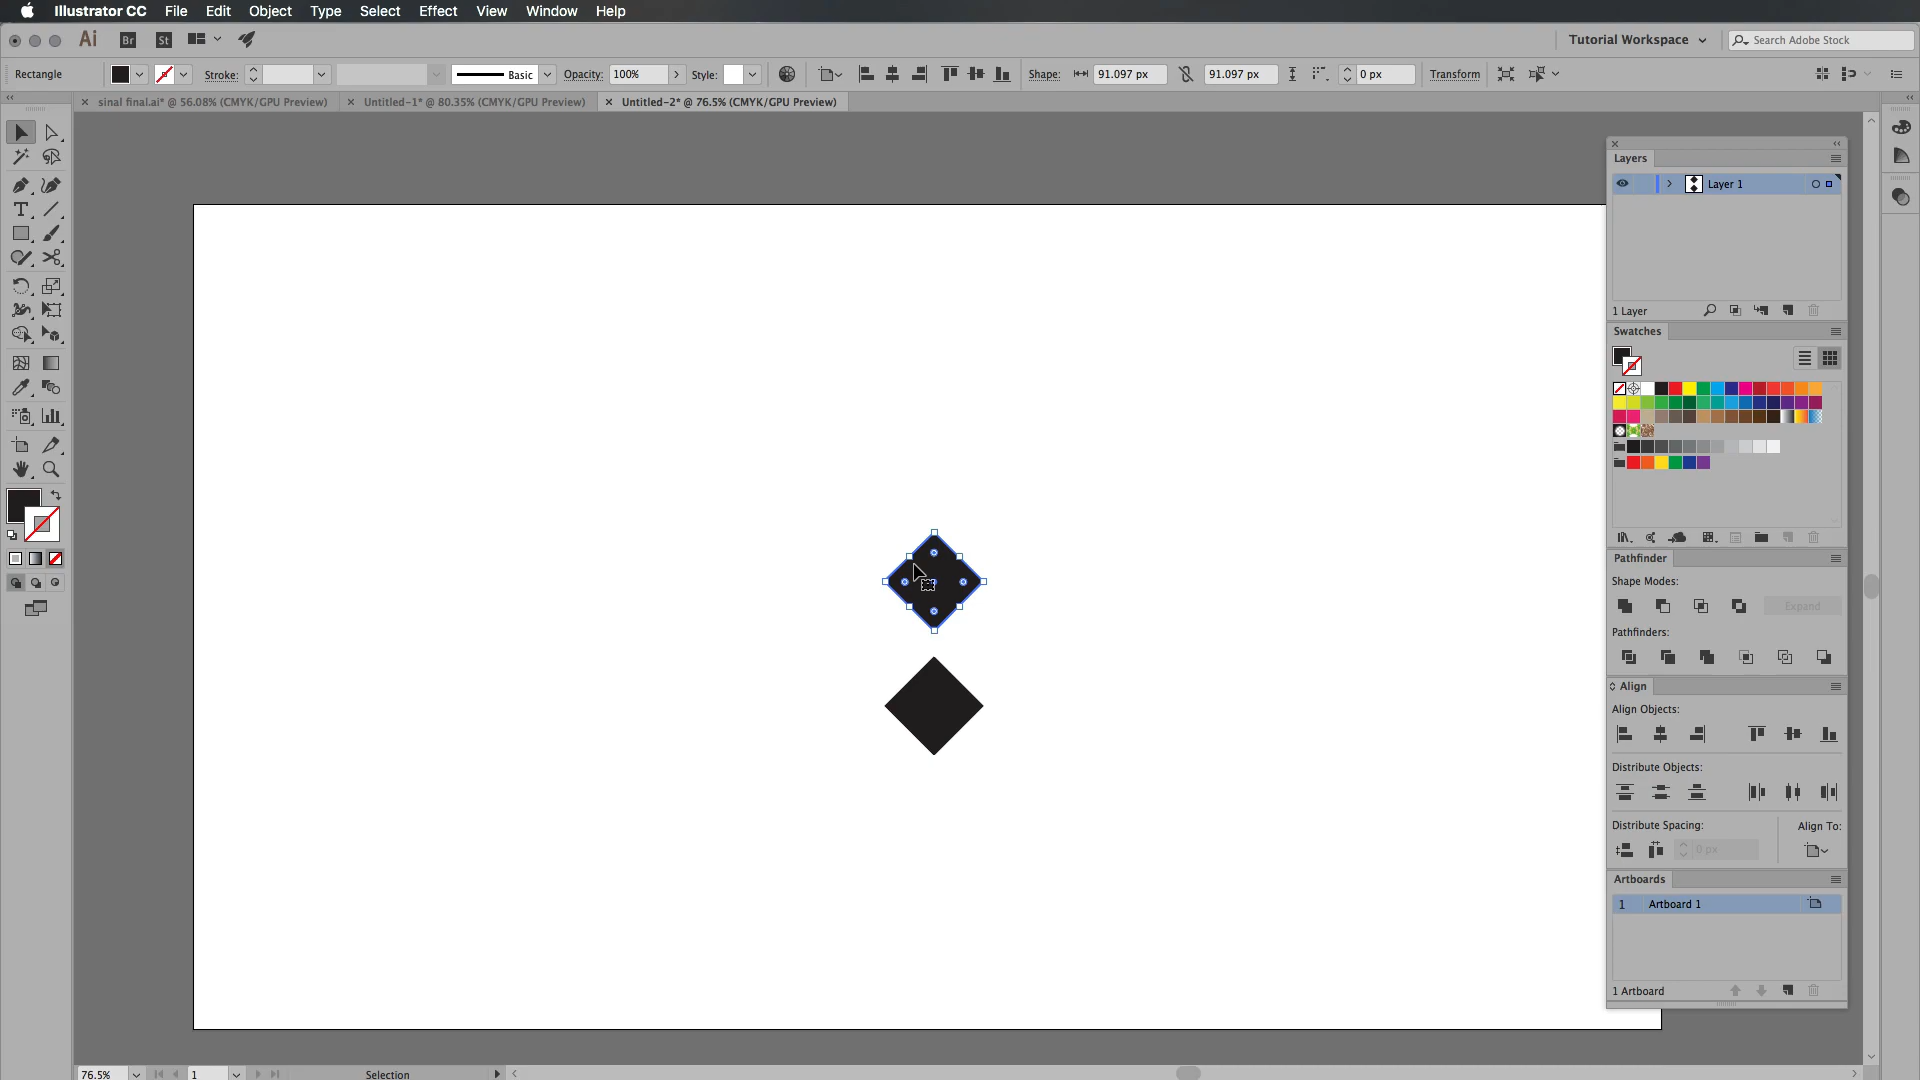 Illustrator CC File Edit Object Type Select Effect View Window Help
Ai Br St Tutorial Workspace Search Adobe Stock
Rectangle Stroke: Basic Opacity: 100% Style: Shape: 91.097 px 91.097 px 0 px Transform
sinal final.ai* @ 56.08% (CMYK/GPU Preview) Untitled-1* @ 80.35% (CMYK/GPU Preview) Untitled-2* @ 76.5% (CMYK/GPU Preview)
Layers
Layer 1
1 Layer
Swatches
Pathfinder
Shape Modes:
Expand
Pathfinders:
Align
Align Objects:
Distribute Objects:
Distribute Spacing: Align To:
0 px
Artboards
1 Artboard 1
1 Artboard
76.5% 1 Selection